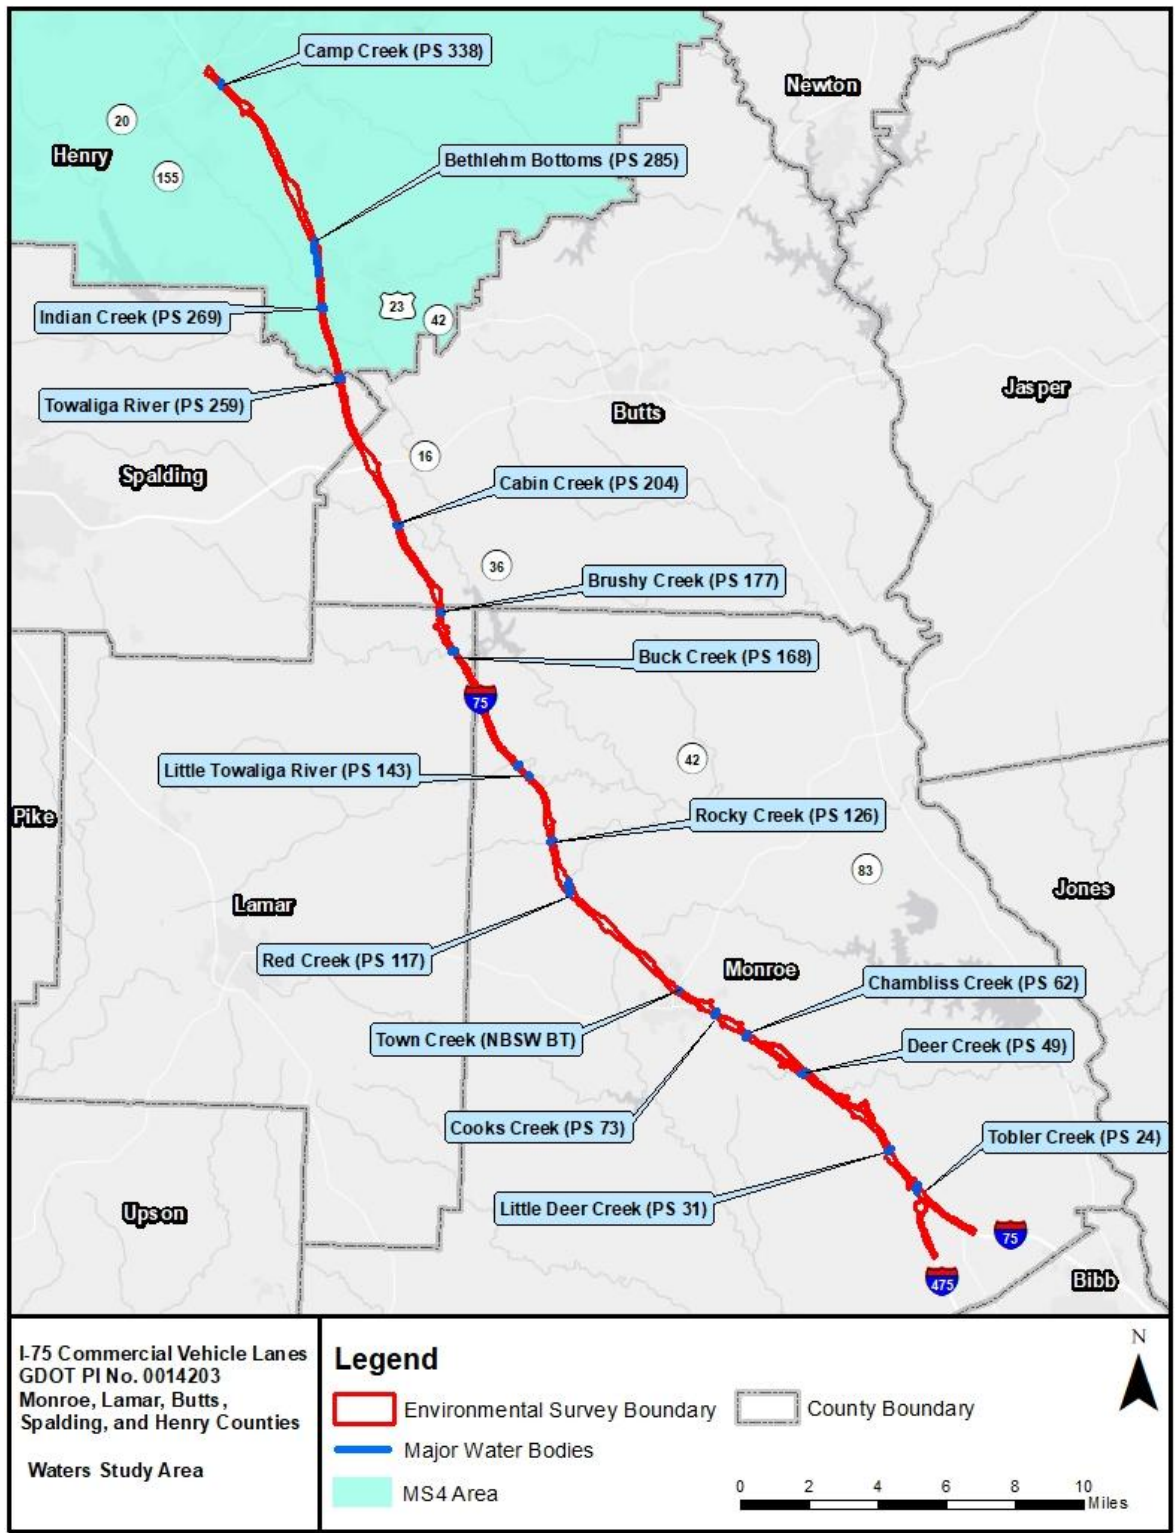 Camp Creek (PS 338)
Newton
20
Henry
Bethlehm Bottoms (PS 285)
155
23
42
Indian Creek (PS 269)
Jasper
Towaliga River (PS 259)
Butts
16
Spalding
Cabin Creek (PS 204)
36
Brushy Creek (PS 177)
Buck Creek (PS 168)
75
42
Little Towaliga River (PS 143)
Pike
Rocky Creek (PS 126)
83
Jones
Lamar
Red Creek (PS 117)
Monroe
Chambliss Creek (PS 62)
Town Creek (NBSW BT)
Deer Creek (PS 49)
Cooks Creek (PS 73)
Tobler Creek (PS 24)
Little Deer Creek (PS 31)
Upson
75
475
Bibb
I-75 Commercial Vehicle Lanes
GDOT PI No. 0014203
Monroe, Lamar, Butts,
Spalding, and Henry Counties
Waters Study Area
Legend
Environmental Survey Boundary
County Boundary
Major Water Bodies
MS4 Area
N
0 2 4 6 8 10
Miles